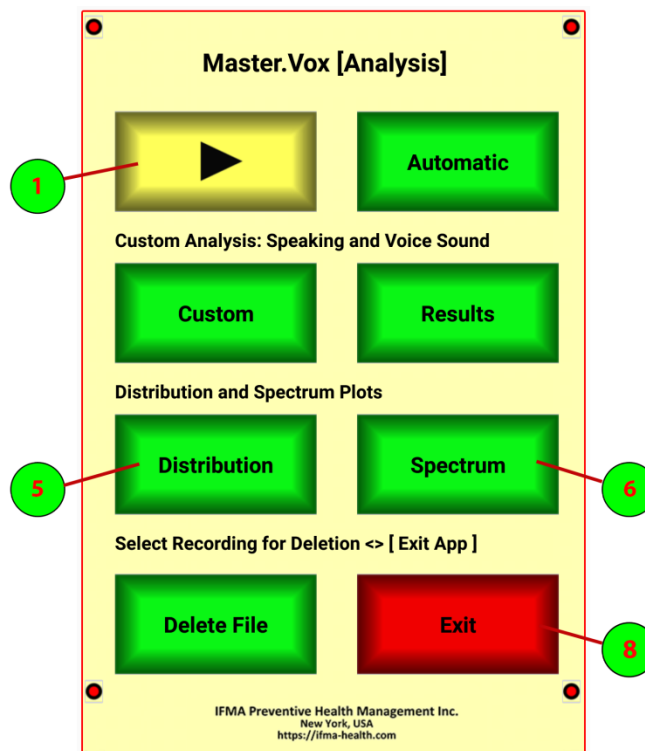 Master.Vox [Analysis]
1
Automatic
Custom Analysis: Speaking and Voice Sound
Custom
Results
Distribution and Spectrum Plots
5
Distribution
Spectrum
6
Select Recording for Deletion <> [ Exit App ]
Delete File
Exit
8
IFMA Preventive Health Management Inc.
New York, USA
https://ifma-health.com